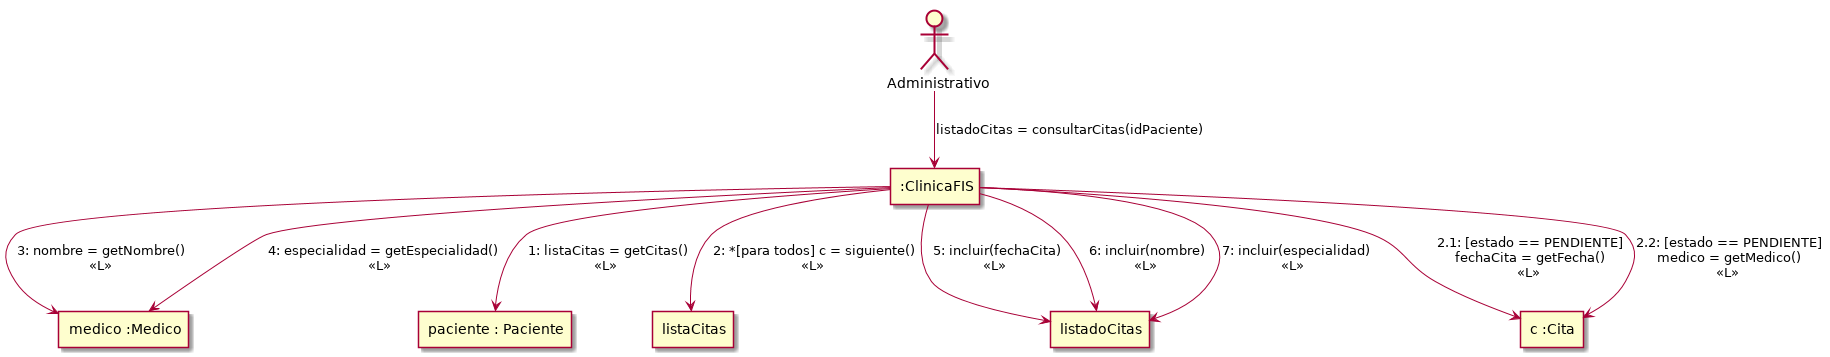 Administrativo
listadoCitas = consultarCitas(idPaciente)
:ClinicaFIS
3: nombre = getNombre()
«L»
4: especialidad = getEspecialidad()
«L»
1: listaCitas = getCitas()
«L»
2: *[para todos] c = siguiente()
«L»
5: incluir(fechaCita)
«L»
6: incluir(nombre)
«L»
7: incluir(especialidad)
«L»
2.1: [estado == PENDIENTE]
fechaCita = getFecha()
«L»
2.2: [estado == PENDIENTE]
medico = getMedico()
«L»
medico :Medico
paciente : Paciente
listaCitas
listadoCitas
c :Cita